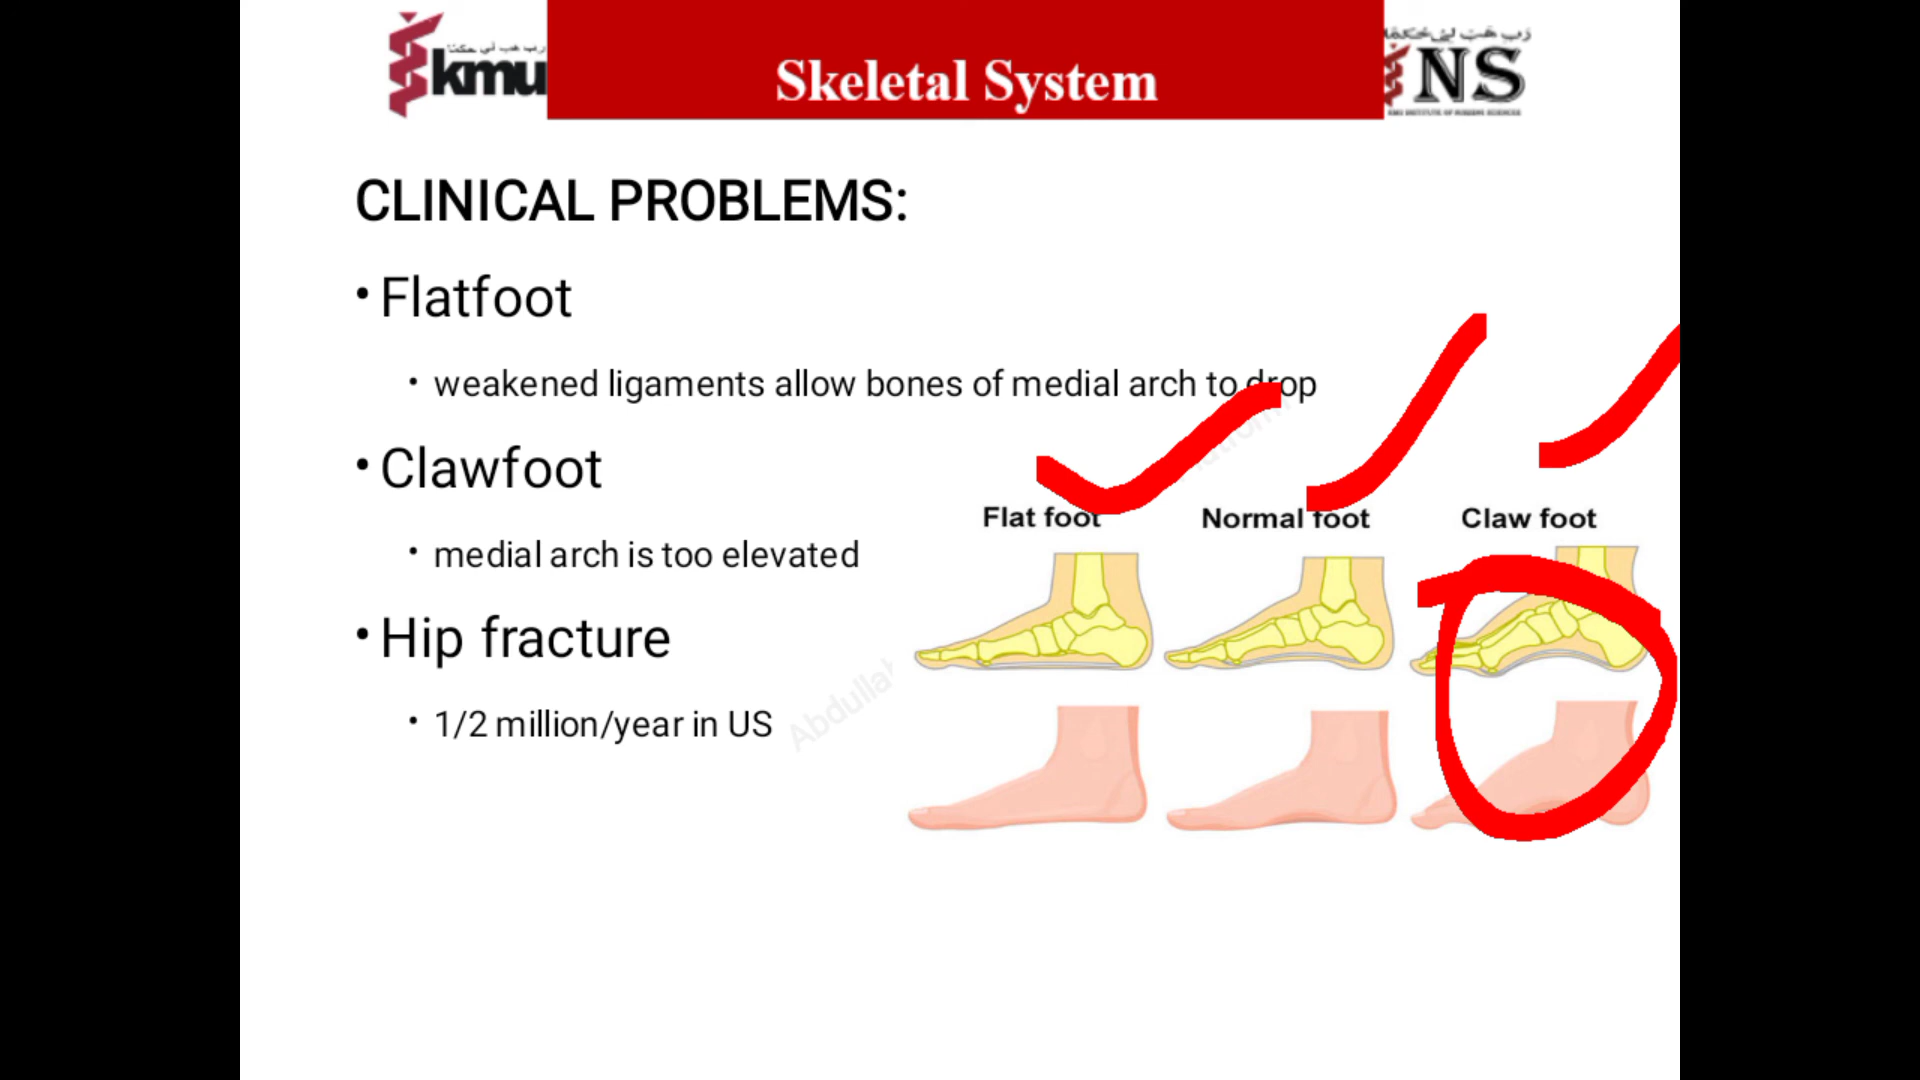 kmu
Skeletal System
NS
CLINICAL PROBLEMS:
• Flatfoot
• weakened ligaments allow bones of medial arch to drop
• Clawfoot
• medial arch is too elevated
• Hip fracture
• 1/2 million/year in US
Flat foot
Normal foot
Claw foot